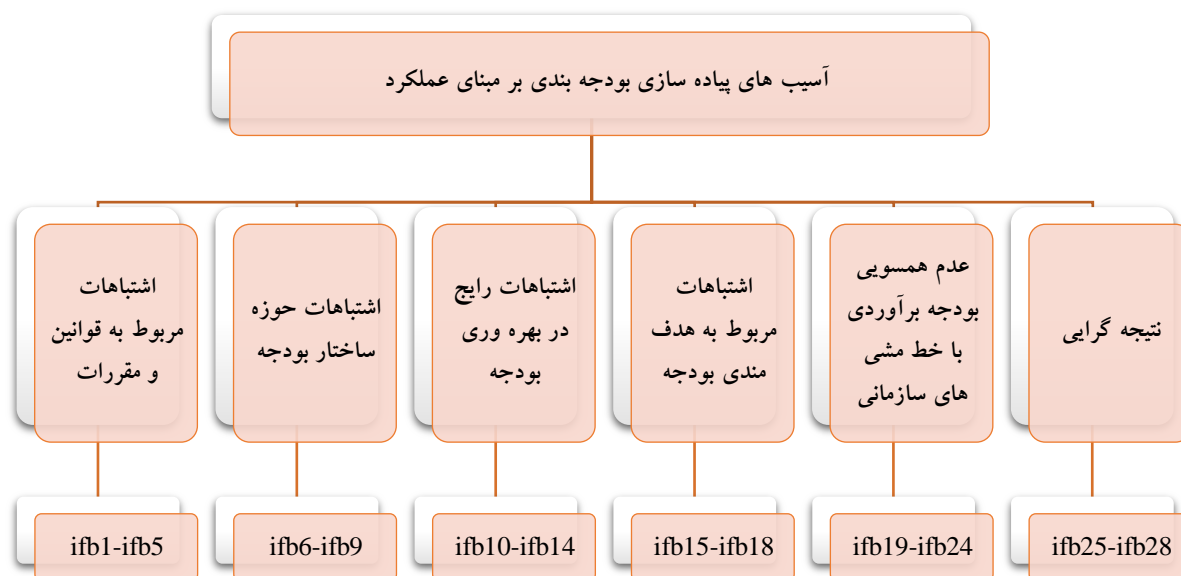 آسیب های پیاده سازی بودجه بندی بر مبنای عملکرد
نتیجه گرایی
عدم همسویی
بودجه برآوردی
با خط مشی
های سازمانی
اشتباهات
مربوط به هدف
مندی بودجه
اشتباهات رایج
در بهره وری
بودجه
اشتباهات حوزه
ساختار بودجه
اشتباهات
مربوط به قوانین
و مقررات
ifb25-ifb28
ifb19-ifb24
ifb15-ifb18
ifb10-ifb14
ifb6-ifb9
ifb1-ifb5